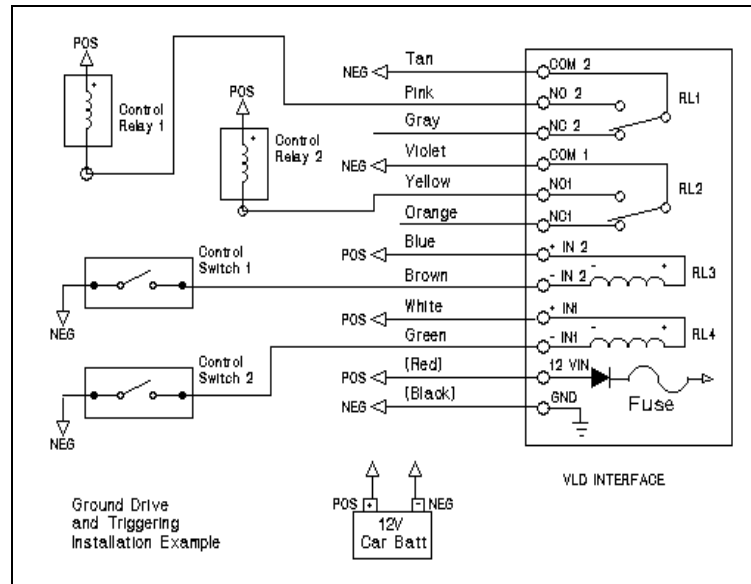 POS
Control
Relay 1
POS
Control
Relay 2
NEG Tan COM 2
Pink NO 2
RL1
Gray NC 2
NEG Violet COM 1
Yellow NO1
RL2
Orange NC1
POS Blue + IN 2
- +
RL3
Brown - IN 2
POS White + IN1
- +
RL4
Green - IN1
POS (Red) 12 VIN
Fuse
NEG (Black) GND
Control
Switch 1
NEG
Control
Switch 2
NEG
VLD INTERFACE
Ground Drive
and Triggering
Installation Example
POS + - NEG
12V
Car Batt